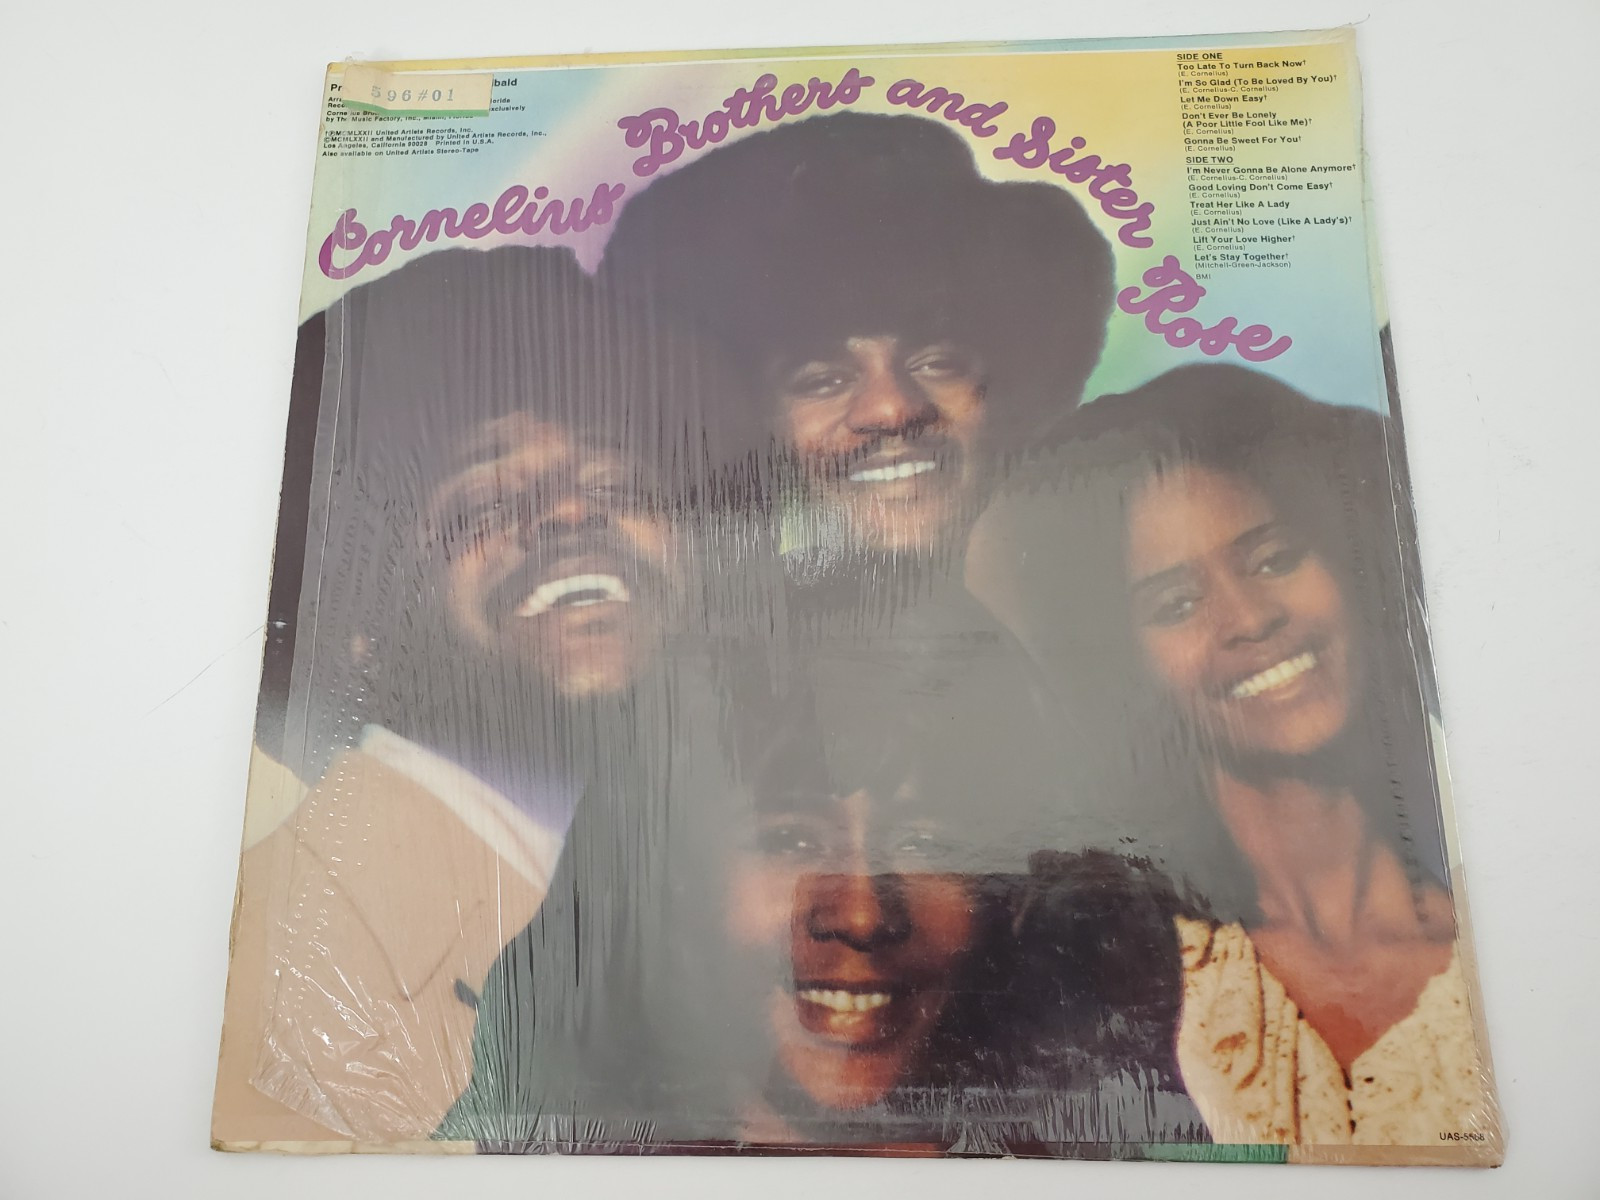 596#01
Pr
bald
Arr
lorida
Reco
xclusively
Corne ius Bro
by The Music Factory, Inc., Miami, Florida
†ⓅMCMLXXII United Artists Records, Inc.
©MCMLXXII and Manufactured by United Artists Records, Inc.,
Los Angeles, California 90028 Printed in U.S.A.
Also available on United Artists Stereo-Tape
Cornelius Brothers and Sister Rose
SIDE ONE
Too Late To Turn Back Now†
(E. Cornelius)
I'm So Glad (To Be Loved By You)†
(E. Cornelius-C. Cornelius)
Let Me Down Easy†
(E. Cornelius)
Don't Ever Be Lonely
(A Poor Little Fool Like Me)†
(E. Cornelius)
Gonna Be Sweet For You†
(E. Cornelius)
SIDE TWO
I'm Never Gonna Be Alone Anymore†
(E. Cornelius-C. Cornelius)
Good Loving Don't Come Easy†
(E. Cornelius)
Treat Her Like A Lady
(E. Cornelius)
Just Ain't No Love (Like A Lady's)†
(E. Cornelius)
Lift Your Love Higher†
(E. Cornelius)
Let's Stay Together†
(Mitchell-Green-Jackson)
BMI
UAS-5568